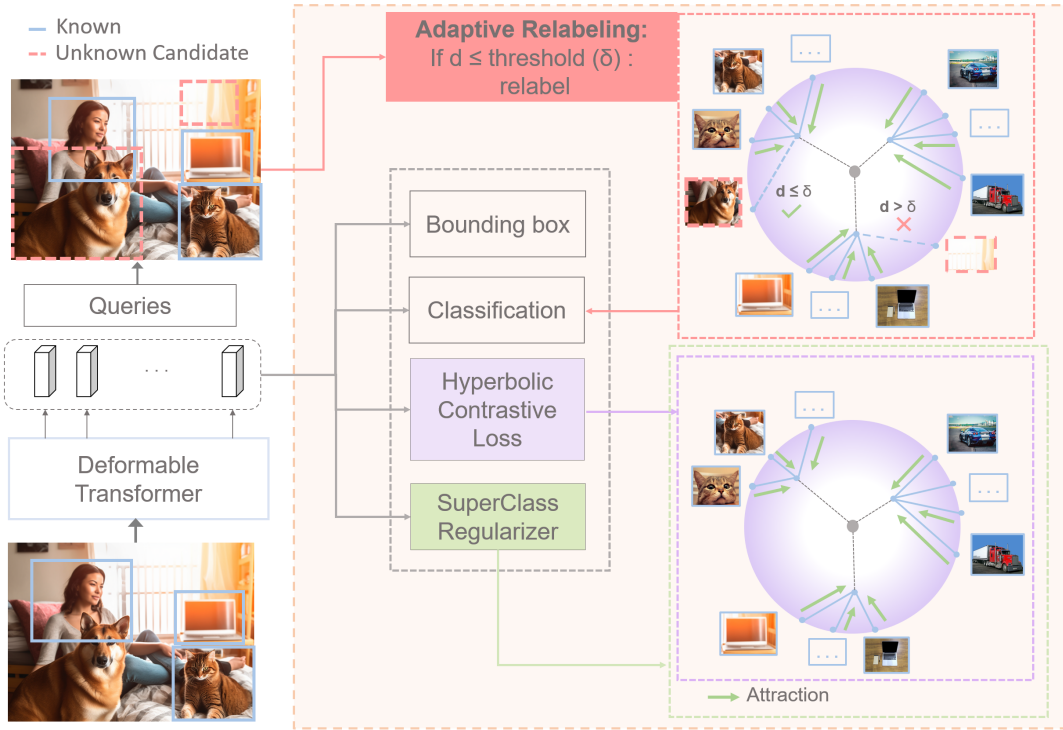 Known
Unknown Candidate
Adaptive Relabeling:
If d ≤ threshold (δ) :
relabel
. . .
. . .
d ≤ δ
d > δ
. . .
Bounding box
Classification
Hyperbolic
Contrastive
Loss
SuperClass
Regularizer
Queries
. . .
Deformable
Transformer
. . .
. . .
. . .
Attraction